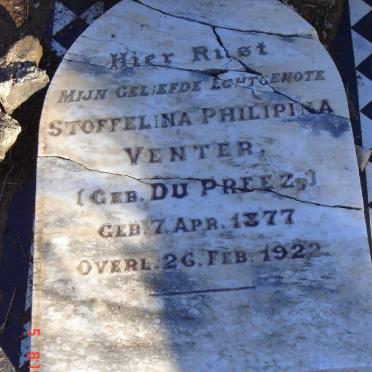 Hier Rust
Mijn Geliefde Echtgenote
Stoffelina Philipina
Venter.
(Geb. Du Preez.)
Geb. 7. Apr. 1877
Overl. 26. Feb. 1922